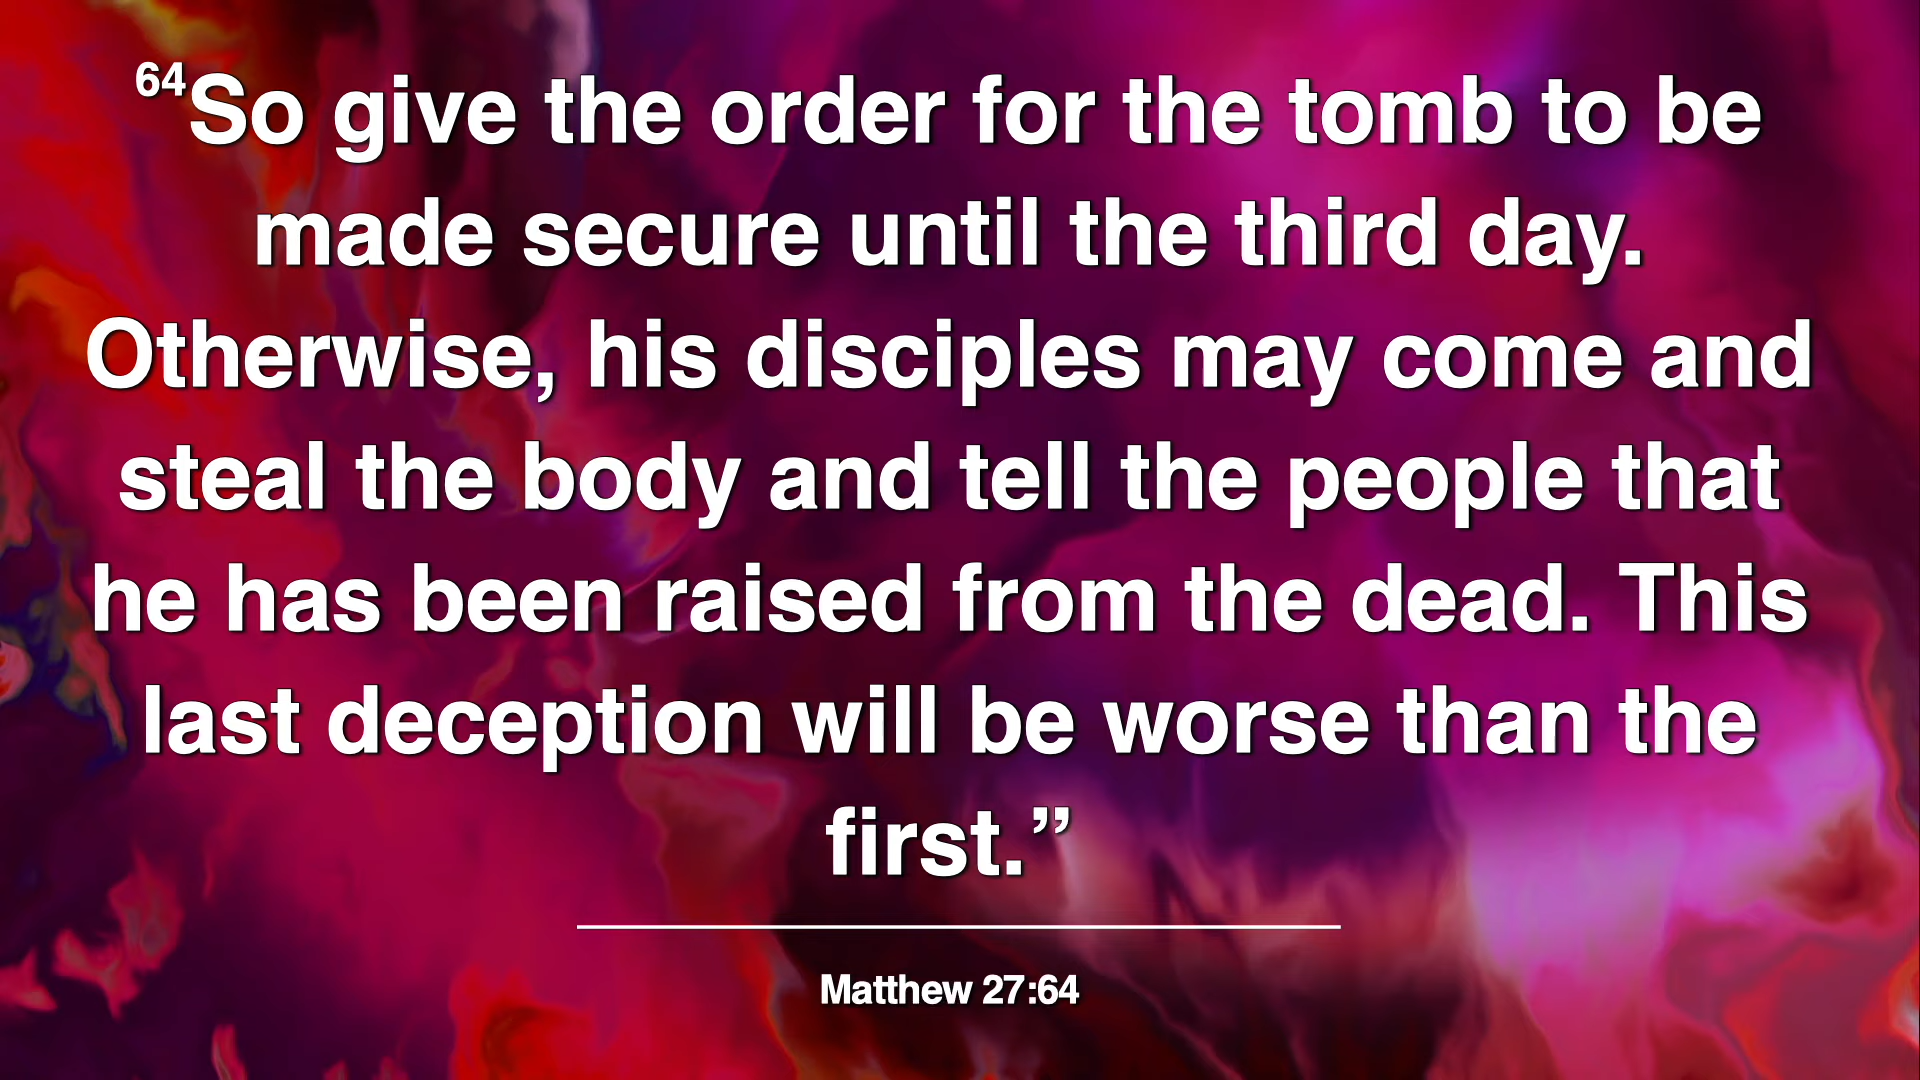 64So give the order for the tomb to be
made secure until the third day.
Otherwise, his disciples may come and
steal the body and tell the people that
he has been raised from the dead. This
last deception will be worse than the
first.”
Matthew 27:64